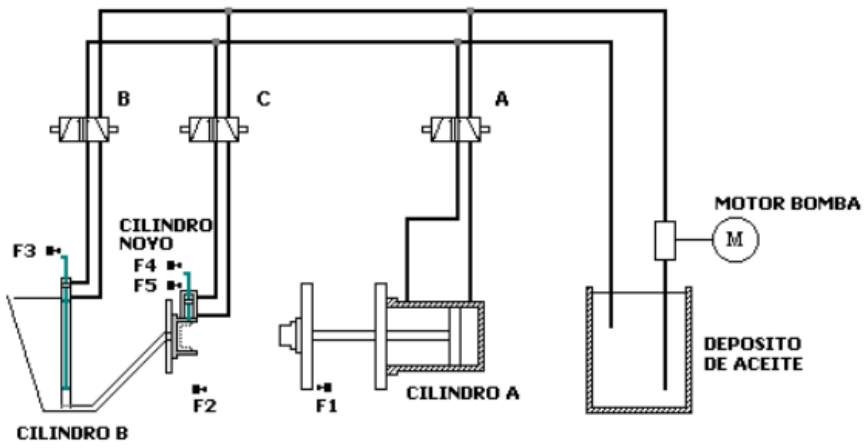 B
C
A
CILINDRO
NOYO
F3
F4
F5
MOTOR BOMBA
M
DEPOSITO
DE ACEITE
F2
F1
CILINDRO A
CILINDRO B